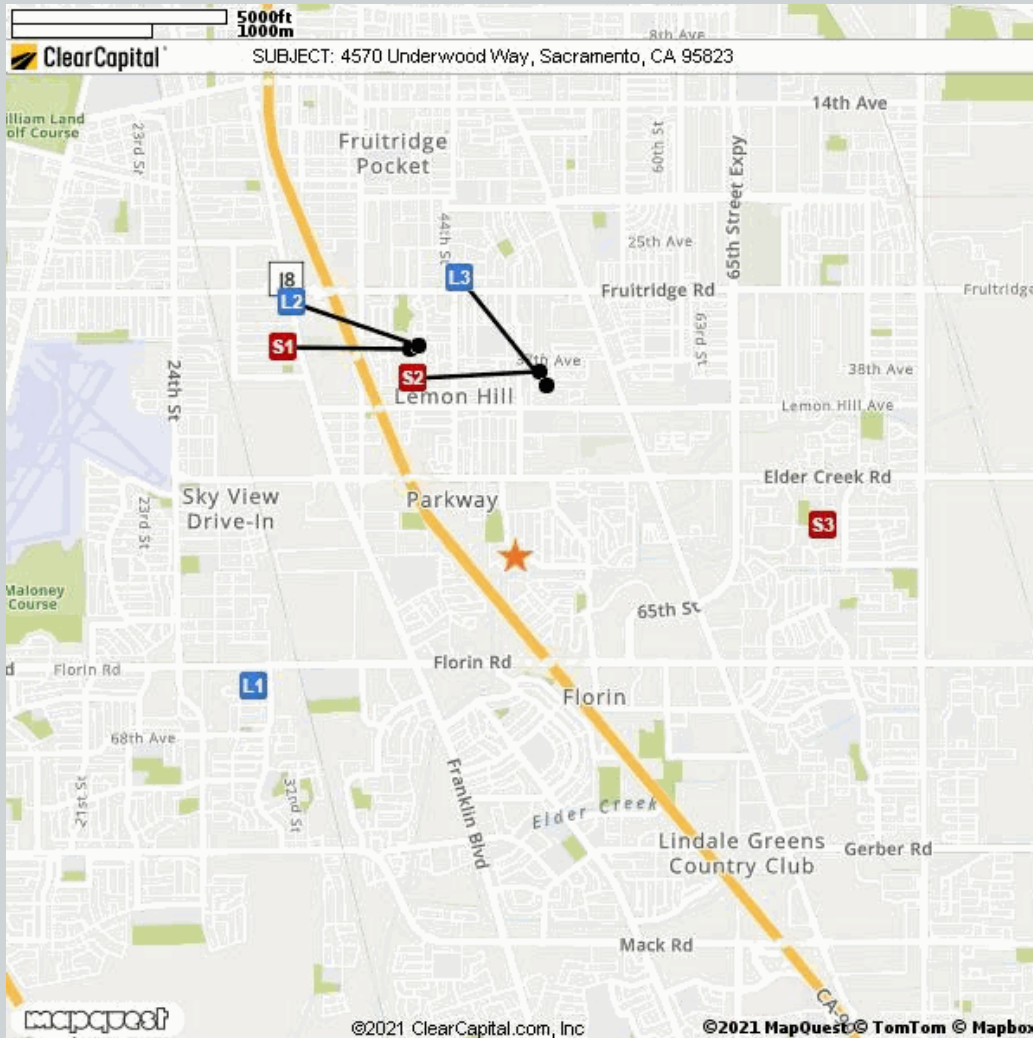 5000ft
1000m
ClearCapital
SUBJECT: 4570 Underwood Way, Sacramento, CA 95823
8th Ave
14th Ave
illiam Land
olf Course
23rd St
Fruitridge
Pocket
60th St
65th Street Expy
44th St
25th Ave
J8
L2
L3
Fruitridge Rd
Fruitridge
S1
63rd St
37th Ave
24th St
S2
38th Ave
Lemon Hill
Lemon Hill Ave
Elder Creek Rd
Sky View
Drive-In
Parkway
23rd St
S3
Maloney
Course
65th St
d
Florin Rd
Florin Rd
L1
Florin
68th Ave
21st St
32nd St
Franklin Blvd
Elder Creek
Lindale Greens
Country Club
Gerber Rd
Mack Rd
CA-99
mapquest
©2021 ClearCapital.com, Inc
©2021 MapQuest © TomTom © Mapbox